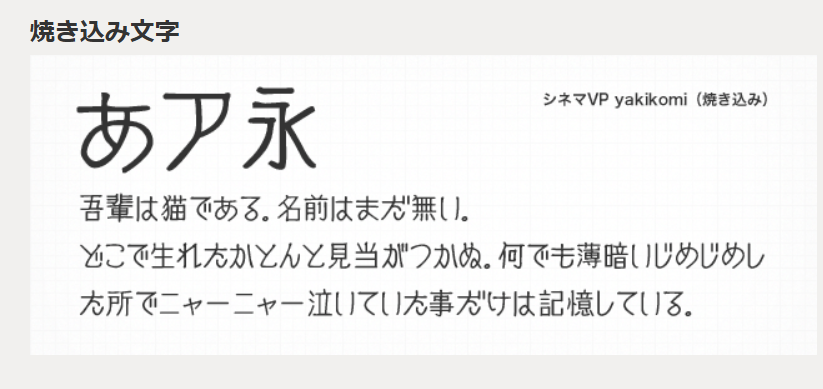 焼き込み文字
あア永
シネマVP yakikomi（焼き込み）
吾輩は猫である。名前はまだ無い。
どこで生れたかとんと見当がつかぬ。何でも薄暗いじめじめし
た所でニャーニャー泣いていた事だけは記憶している。